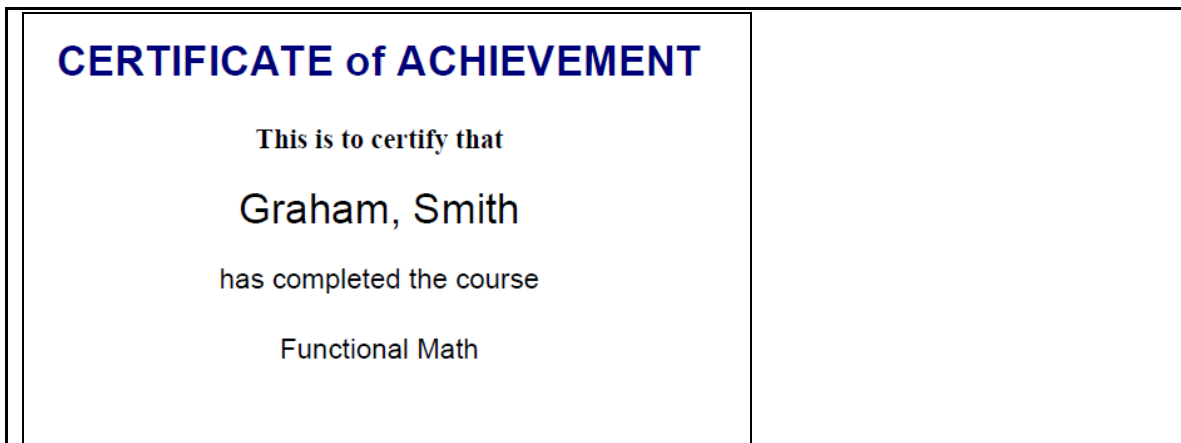 CERTIFICATE of ACHIEVEMENT
This is to certify that
Graham, Smith
has completed the course
Functional Math